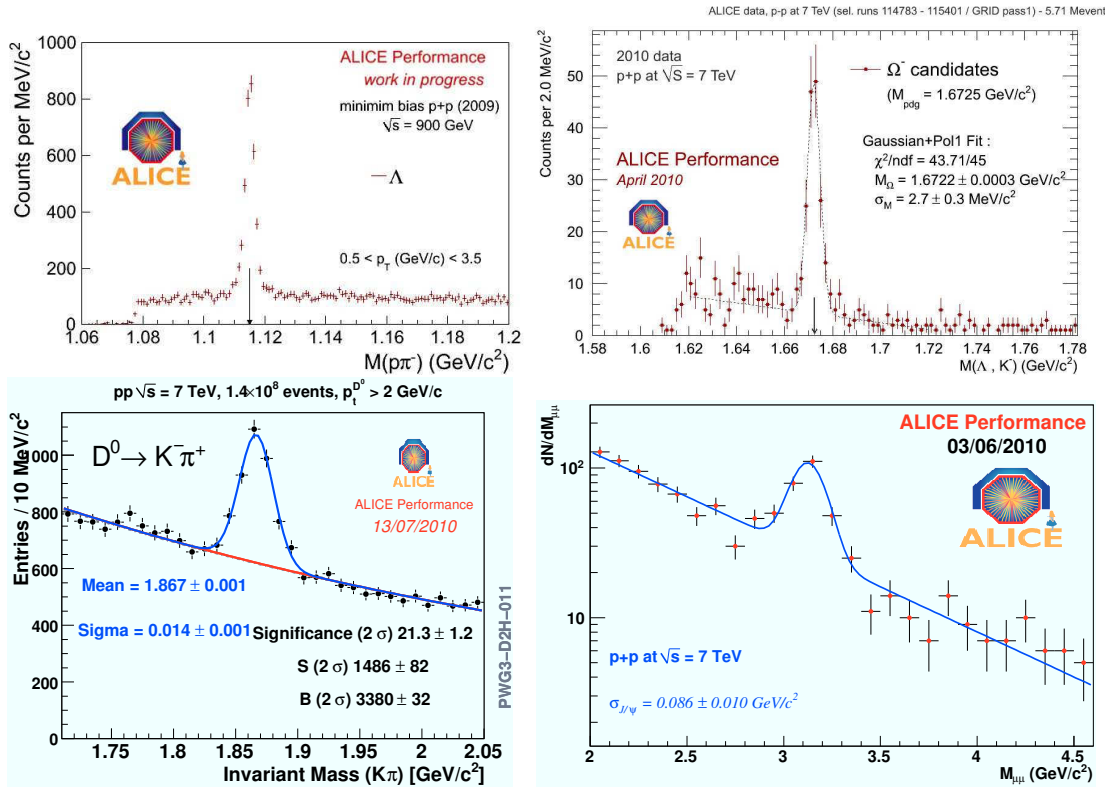 ALICE data, p-p at 7 TeV (sel. runs 114783 - 115401 / GRID pass1) - 5.71 Mevent
Counts per MeV/c²
1000
800
600
400
200
0
ALICE Performance
work in progress
minimim bias p+p (2009)
√s = 900 GeV
ALICE
Λ
0.5 < p_T (GeV/c) < 3.5
1.06 1.08 1.1 1.12 1.14 1.16 1.18 1.2
M(pπ⁻) (GeV/c²)
Counts per 2.0 MeV/c²
50
40
30
20
10
0
2010 data
p+p at √S = 7 TeV
Ω⁻ candidates
(M_pdg = 1.6725 GeV/c²)
Gaussian+Pol1 Fit :
χ²/ndf = 43.71/45
M_Ω = 1.6722 ± 0.0003 GeV/c²
σ_M = 2.7 ± 0.3 MeV/c²
ALICE Performance
April 2010
ALICE
1.58 1.6 1.62 1.64 1.66 1.68 1.7 1.72 1.74 1.76 1.78
M(Λ , K⁻) (GeV/c²)
pp √s = 7 TeV, 1.4×10⁸ events, p_t^D⁰ > 2 GeV/c
Entries / 10 MeV/c²
1000
800
600
400
200
0
D⁰→ K⁻π⁺
ALICE
ALICE Performance
13/07/2010
Mean = 1.867 ± 0.001
Sigma = 0.014 ± 0.001
Significance (2 σ) 21.3 ± 1.2
S (2 σ) 1486 ± 82
B (2 σ) 3380 ± 32
PWG3-D2H-011
1.75 1.8 1.85 1.9 1.95 2 2.05
Invariant Mass (Kπ) [GeV/c²]
dN/dM_μμ
10²
10
ALICE Performance
03/06/2010
ALICE
p+p at √s = 7 TeV
σ_J/ψ = 0.086 ± 0.010 GeV/c²
2 2.5 3 3.5 4 4.5
M_μμ (GeV/c²)